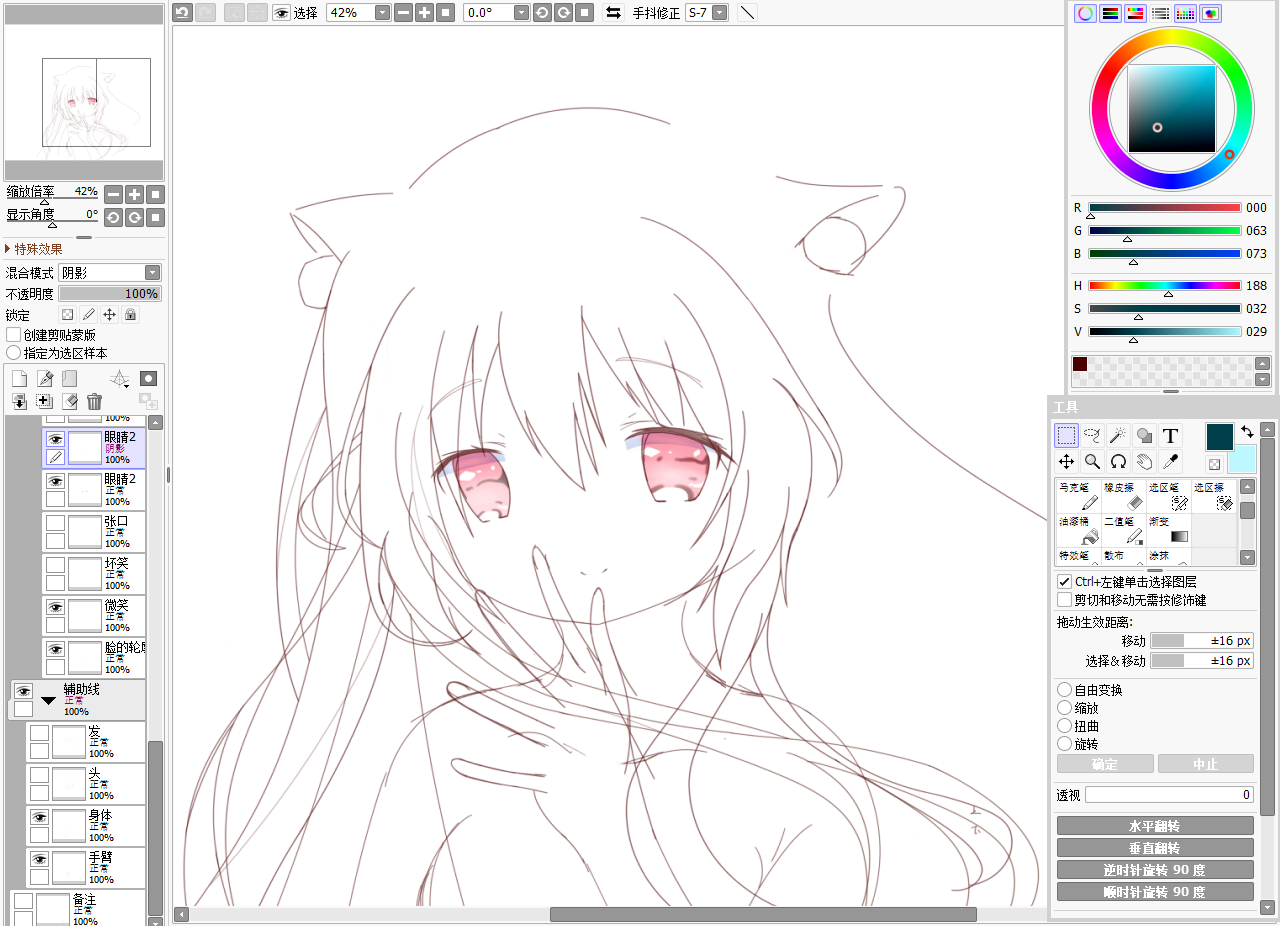 选择 42% 0.0° 手抖修正 S-7
缩放倍率 42%
显示角度 0°
特殊效果
混合模式 阴影
不透明度 100%
锁定
创建剪贴蒙版
指定为选区样本
100%
眼睛2
阴影
100%
眼睛2
正常
100%
张口
正常
100%
坏笑
正常
100%
微笑
正常
100%
脸的轮廓
正常
100%
辅助线
正常
100%
发
正常
100%
头
正常
100%
身体
正常
100%
手臂
正常
100%
备注
正常
100%
上
下
R 000
G 063
B 073
H 188
S 032
V 029
工具
T
马克笔 橡皮擦 选区笔 选区擦
油漆桶 二值笔 渐变
特效笔 散布 涂抹
Ctrl+左键单击选择图层
剪切和移动无需按修饰键
拖动生效距离:
移动 ±16 px
选择&移动 ±16 px
自由变换
缩放
扭曲
旋转
确定 中止
透视 0
水平翻转
垂直翻转
逆时针旋转 90 度
顺时针旋转 90 度